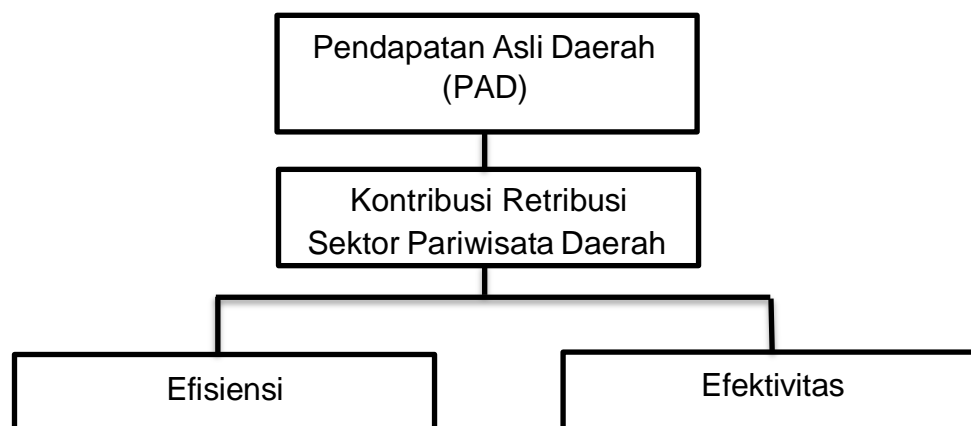 Pendapatan Asli Daerah
(PAD)
Kontribusi Retribusi
Sektor Pariwisata Daerah
Efisiensi
Efektivitas